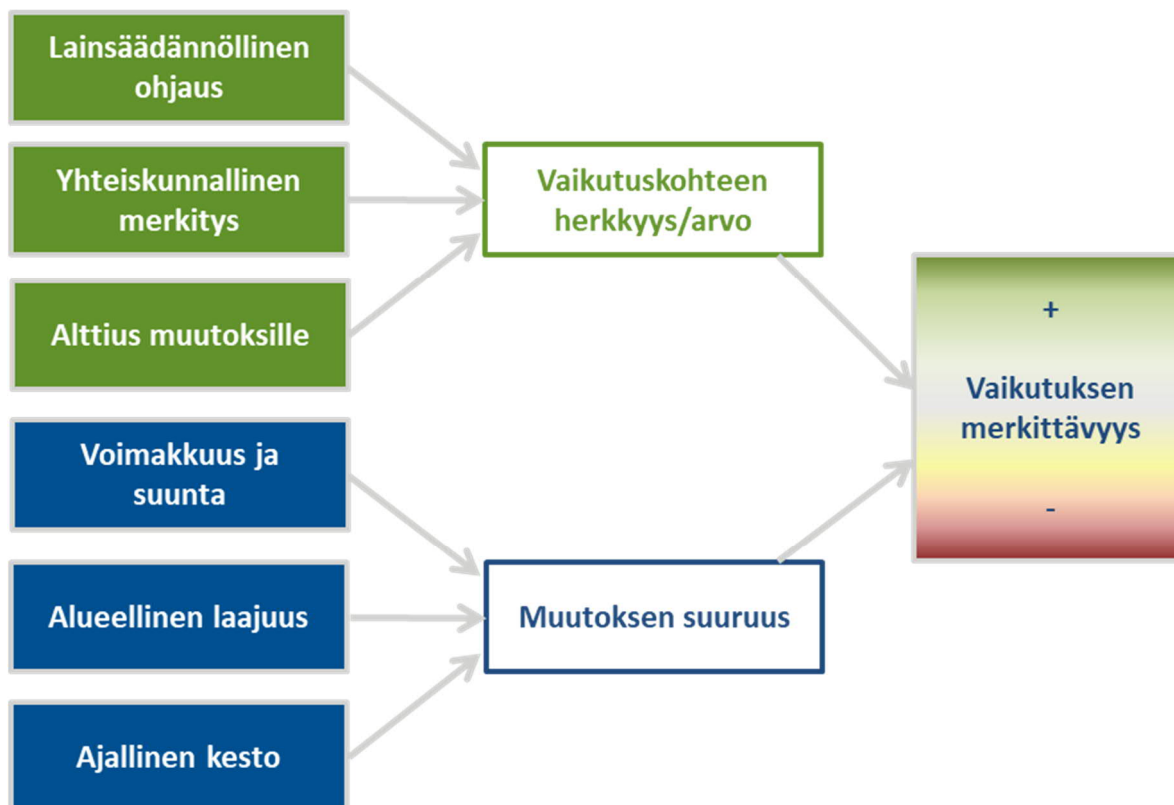 Lainsäädännöllinen
ohjaus
Yhteiskunnallinen
merkitys
Alttius muutoksille
Voimakkuus ja
suunta
Alueellinen laajuus
Ajallinen kesto
Vaikutuskohteen
herkkyys/arvo
Muutoksen suuruus
+
Vaikutuksen
merkittävyys
-